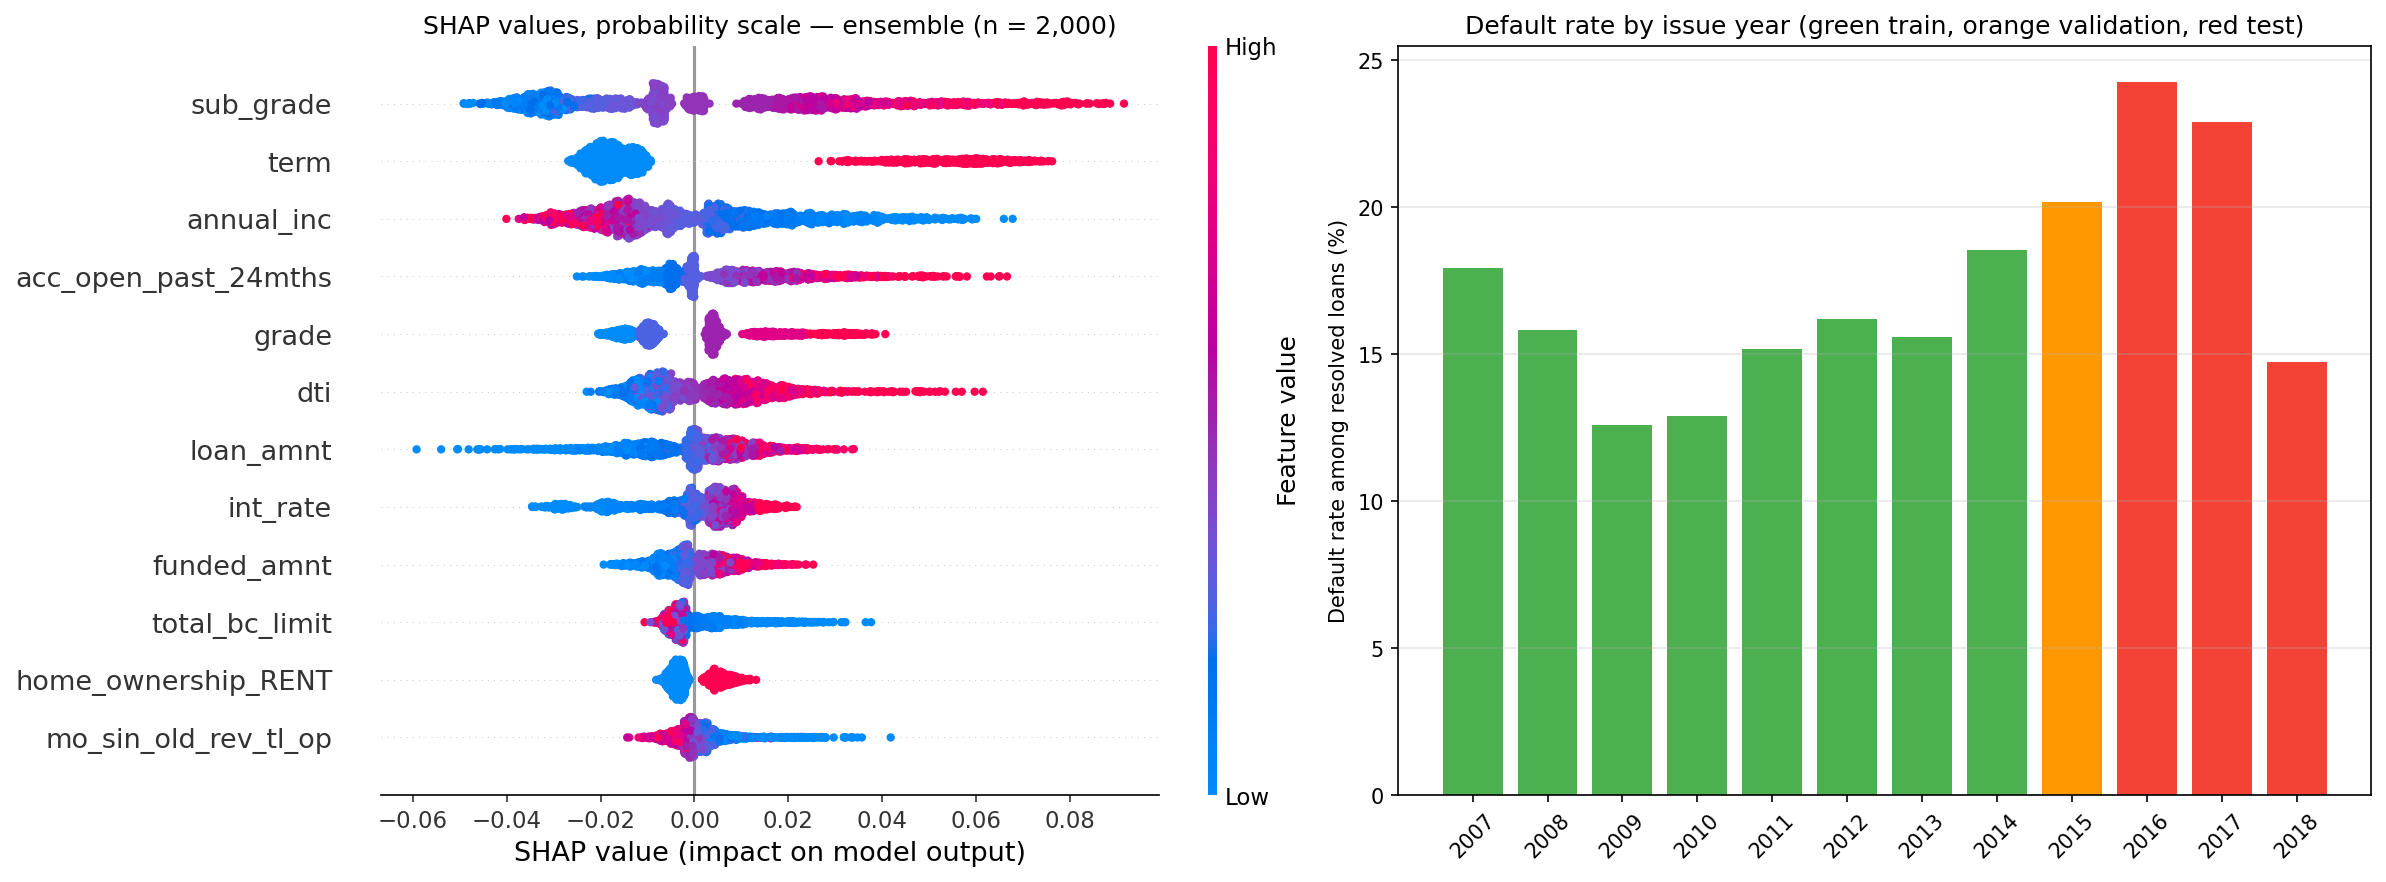 SHAP values, probability scale — ensemble (n = 2,000)
sub_grade
term
annual_inc
acc_open_past_24mths
grade
dti
loan_amnt
int_rate
funded_amnt
total_bc_limit
home_ownership_RENT
mo_sin_old_rev_tl_op
−0.06 −0.04 −0.02 0.00 0.02 0.04 0.06 0.08
SHAP value (impact on model output)
High
Feature value
Low
Default rate by issue year (green train, orange validation, red test)
Default rate among resolved loans (%)
25
20
15
10
5
0
2007 2008 2009 2010 2011 2012 2013 2014 2015 2016 2017 2018